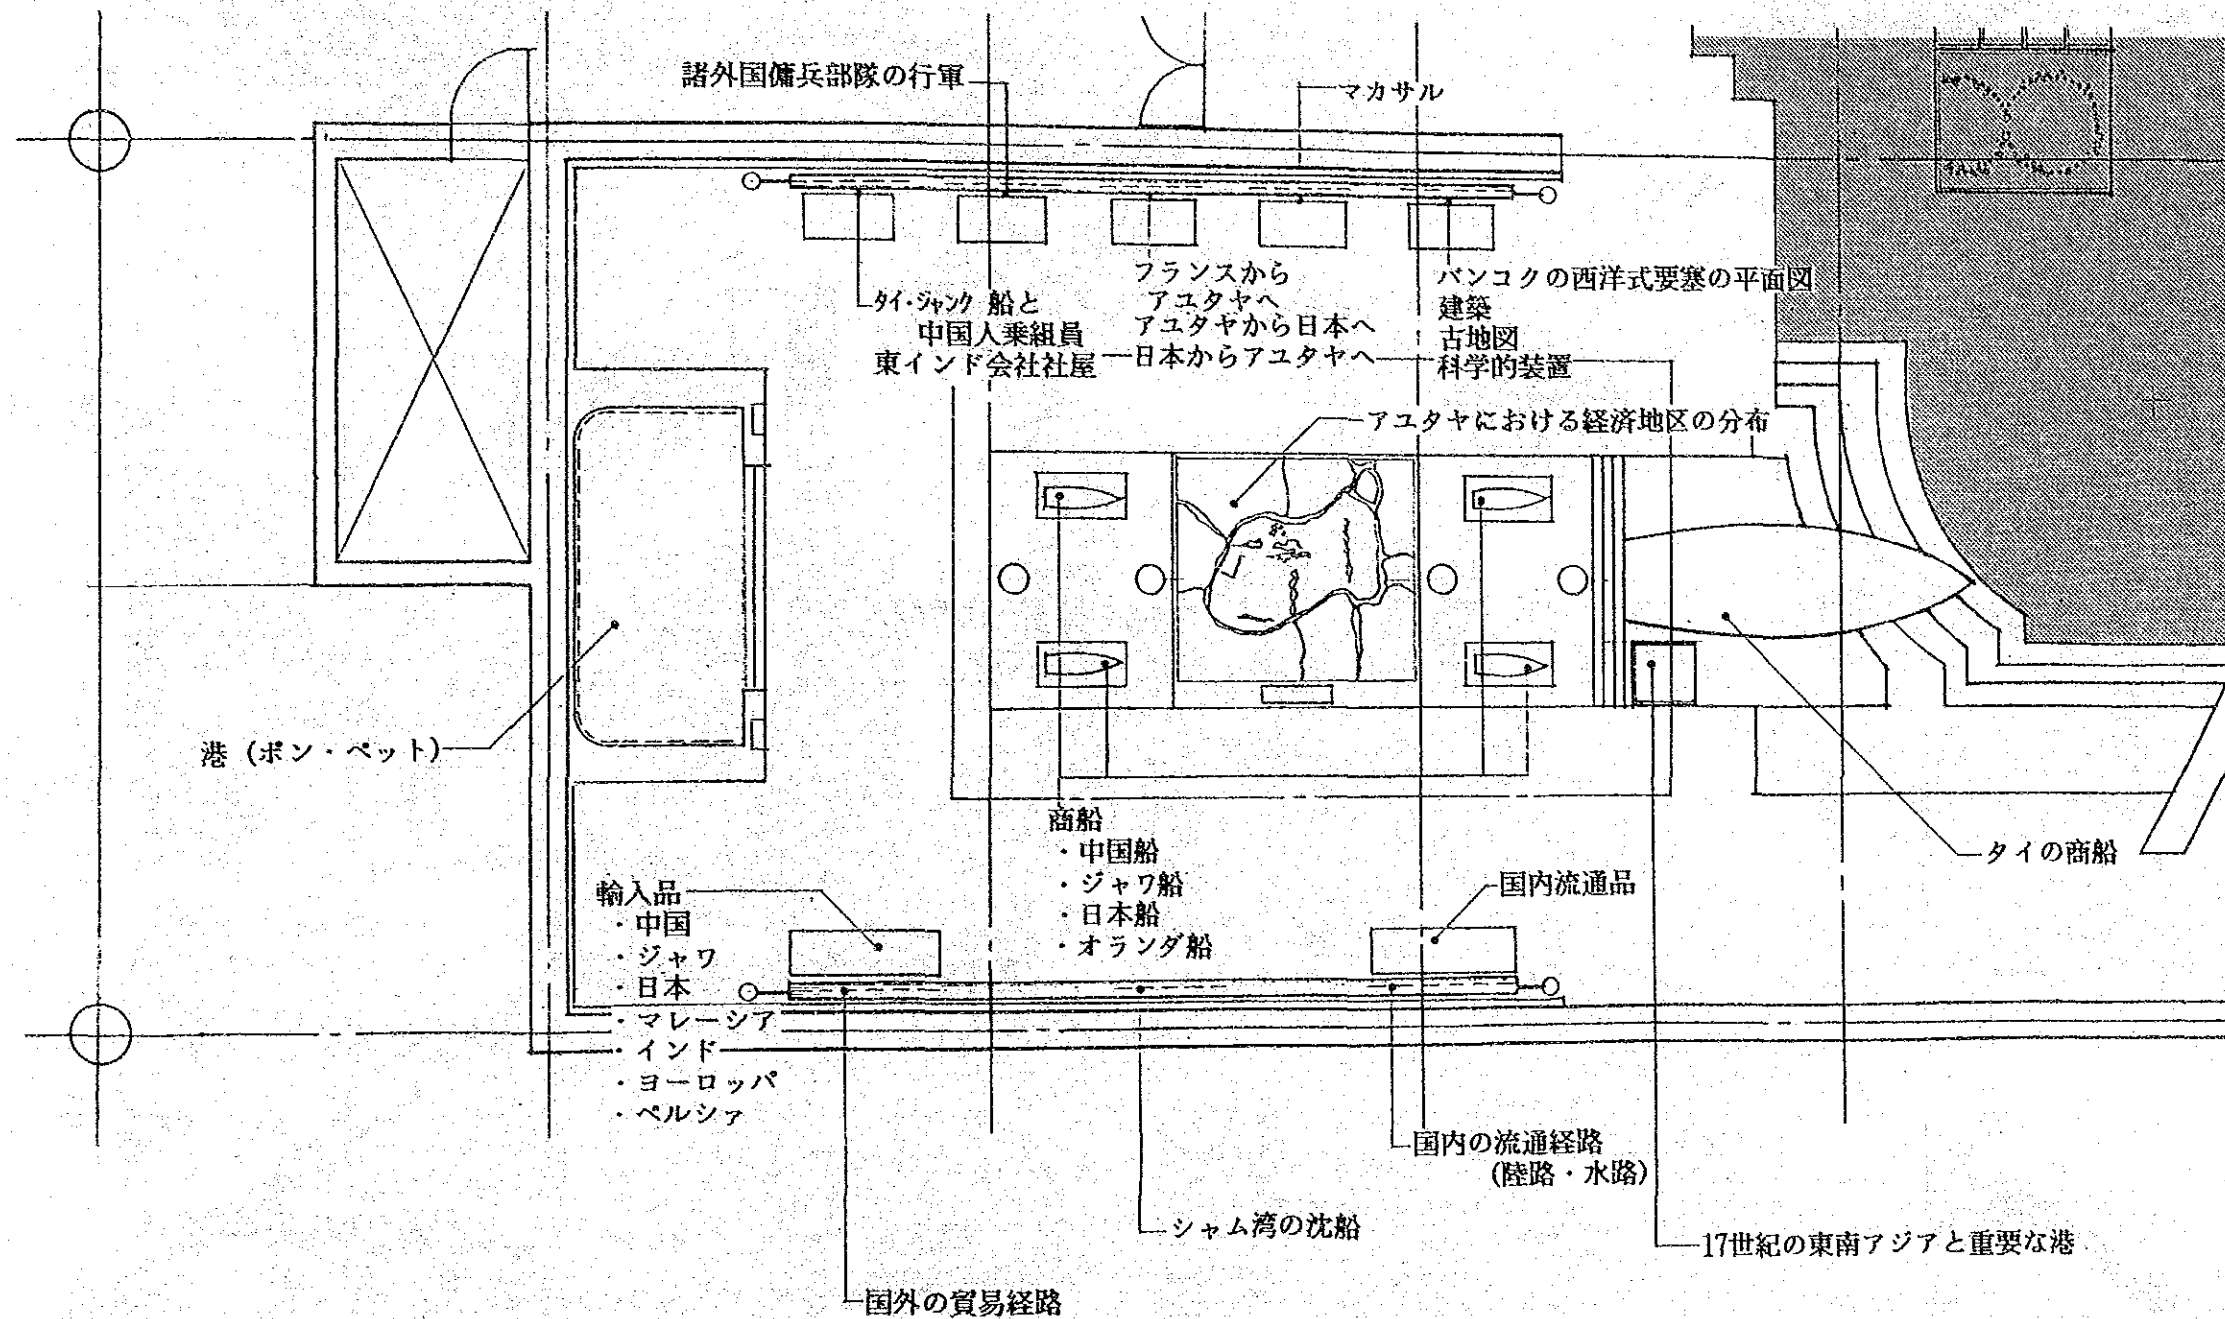 諸外国傭兵部隊の行軍
マカサル
タイ・ジャンク船と
中国人乗組員
東インド会社社屋
フランスから
アユタヤへ
アユタヤから日本へ
日本からアユタヤへ
バンコクの西洋式要塞の平面図
建築
古地図
科学的装置
アユタヤにおける経済地区の分布
港（ポン・ペット）
商船
・中国船
・ジャワ船
・日本船
・オランダ船
タイの商船
輸入品
・中国
・ジャワ
・日本
・マレーシア
・インド
・ヨーロッパ
・ペルシァ
国内流通品
国内の流通経路
（陸路・水路）
シャム湾の沈船
17世紀の東南アジアと重要な港
国外の貿易経路